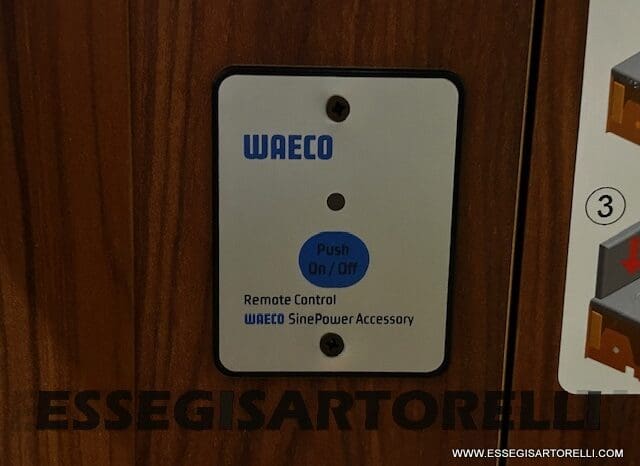 WAECO
Push
On / Off
Remote Control
WAECO SinePower Accessory
3
ESSEGISARTORELLI
WWW.ESSEGISARTORELLI.COM